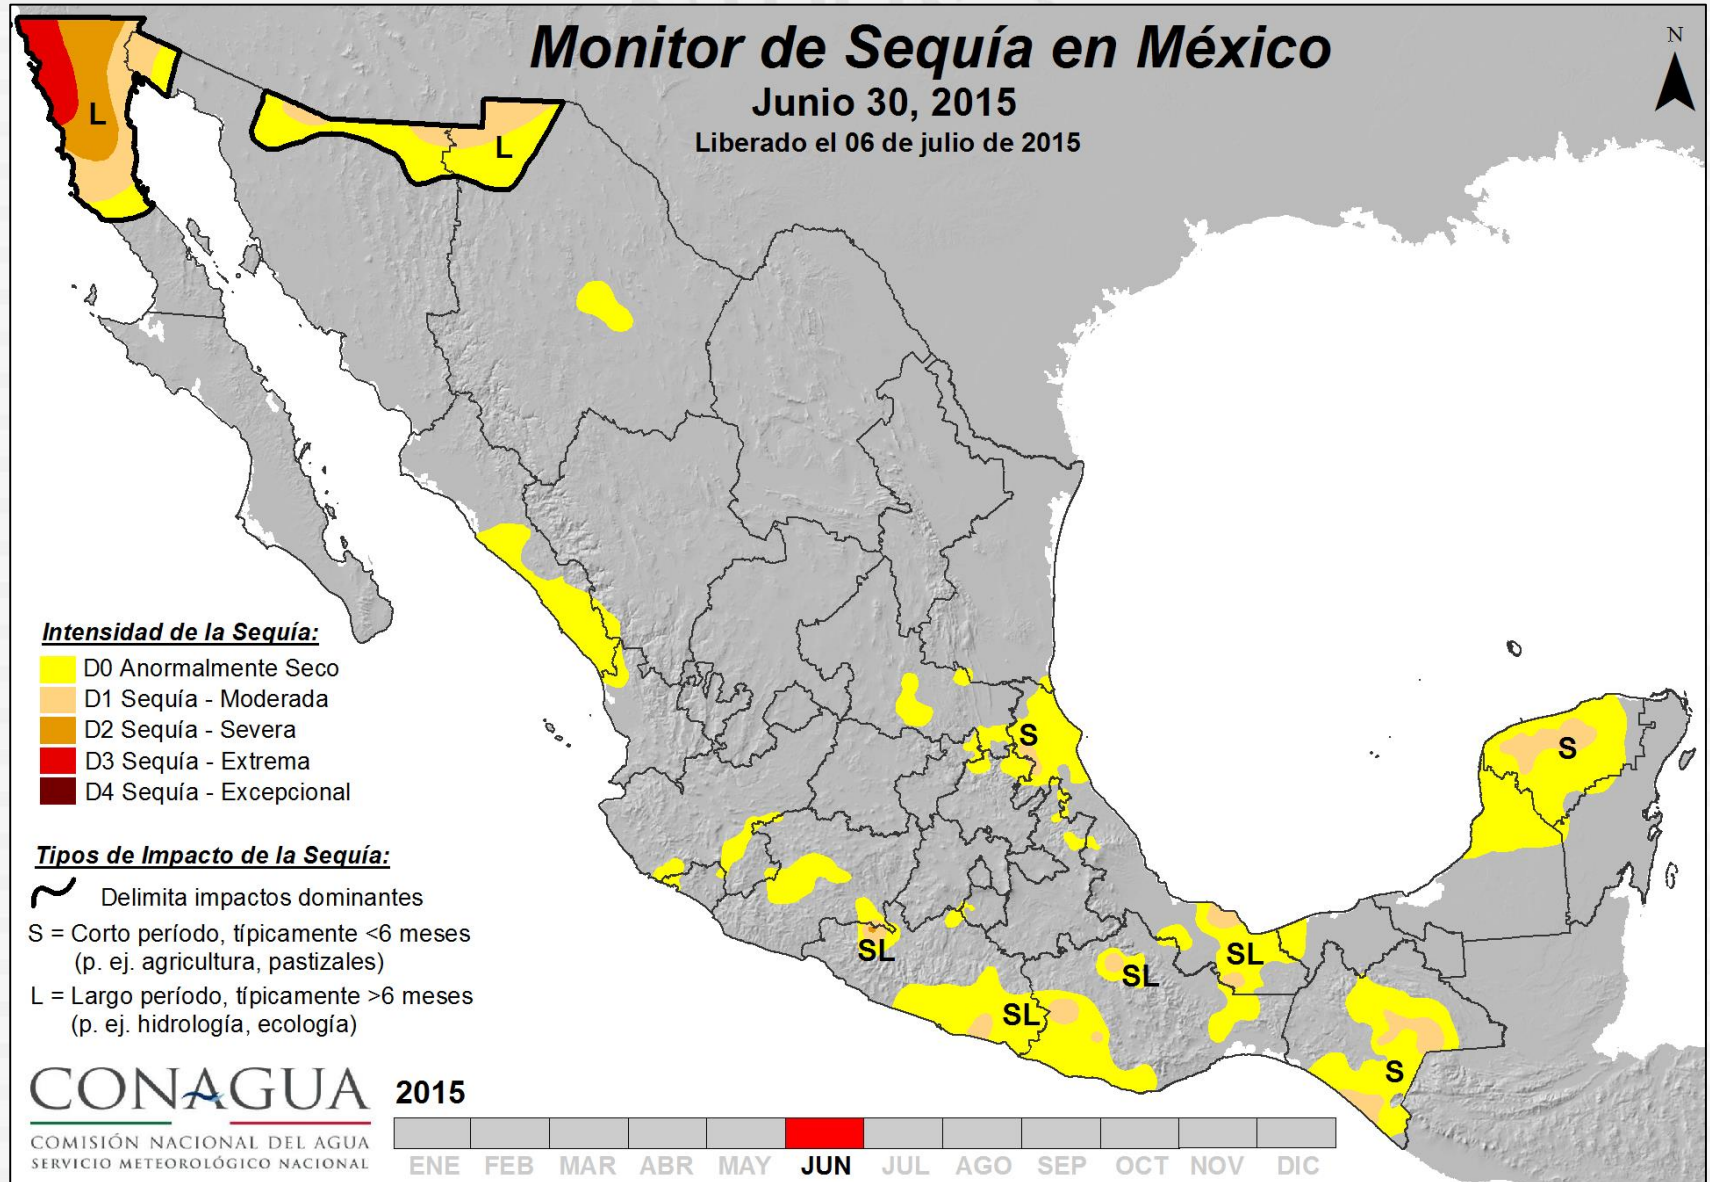 Monitor de Sequía en México
Junio 30, 2015
Liberado el 06 de julio de 2015
N
L
L
S
S
SL
SL
SL
SL
S
Intensidad de la Sequía:
D0 Anormalmente Seco
D1 Sequía - Moderada
D2 Sequía - Severa
D3 Sequía - Extrema
D4 Sequía - Excepcional
Tipos de Impacto de la Sequía:
Delimita impactos dominantes
S = Corto período, típicamente <6 meses
(p. ej. agricultura, pastizales)
L = Largo período, típicamente >6 meses
(p. ej. hidrología, ecología)
CONAGUA
COMISIÓN NACIONAL DEL AGUA
SERVICIO METEOROLÓGICO NACIONAL
2015
ENE FEB MAR ABR MAY JUN JUL AGO SEP OCT NOV DIC